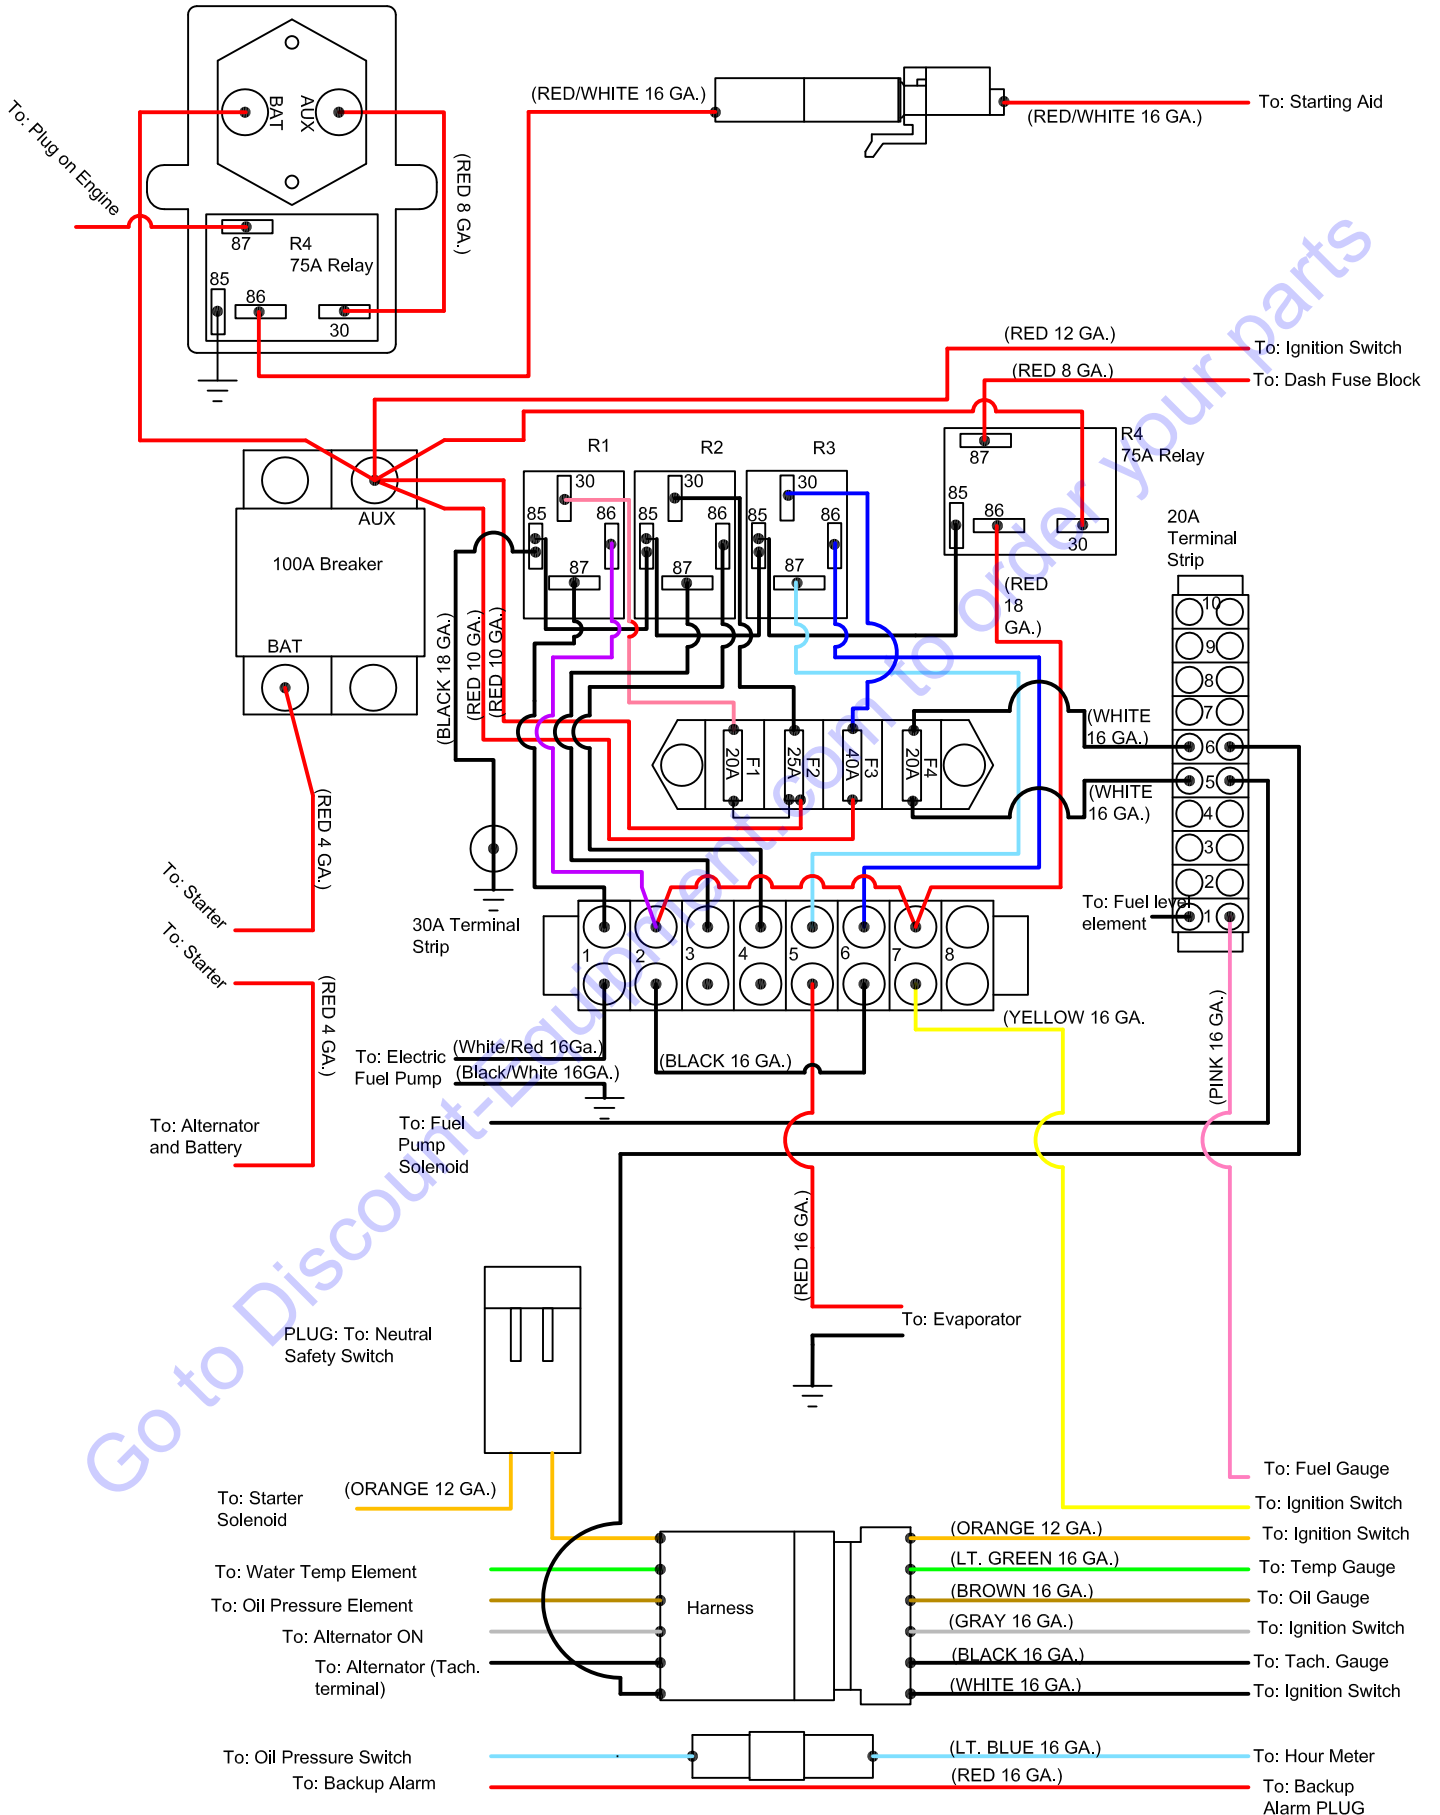 BAT
AUX
To: Plug on Engine
(RED 8 GA.)
87
R4
75A Relay
85
86
30
(RED/WHITE 16 GA.)
(RED/WHITE 16 GA.)
To: Starting Aid
(RED 12 GA.)
To: Ignition Switch
(RED 8 GA.)
To: Dash Fuse Block
R1
R2
R3
R4
75A Relay
87
85
86
30
AUX
100A Breaker
BAT
30
85
86
87
30
85
86
87
30
85
86
87
(RED
18
GA.)
20A
Terminal
Strip
10
9
8
7
6
5
4
3
2
1
(BLACK 18 GA.)
(RED 10 GA.)
(RED 10 GA.)
(WHITE
16 GA.)
(WHITE
16 GA.)
F1
20A
F2
25A
F3
40A
F4
20A
(RED 4 GA.)
To: Starter
To: Starter
(RED 4 GA.)
30A Terminal
Strip
1
2
3
4
5
6
7
8
To: Fuel level
element
(YELLOW 16 GA.
(PINK 16 GA.)
To: Electric
Fuel Pump
(White/Red 16Ga.)
(Black/White 16GA.)
(BLACK 16 GA.)
To: Alternator
and Battery
To: Fuel
Pump
Solenoid
(RED 16 GA.)
To: Evaporator
PLUG: To: Neutral
Safety Switch
To: Starter
Solenoid
(ORANGE 12 GA.)
To: Fuel Gauge
To: Ignition Switch
(ORANGE 12 GA.)
To: Ignition Switch
To: Water Temp Element
(LT. GREEN 16 GA.)
To: Temp Gauge
To: Oil Pressure Element
Harness
(BROWN 16 GA.)
To: Oil Gauge
To: Alternator ON
(GRAY 16 GA.)
To: Ignition Switch
To: Alternator (Tach.
terminal)
(BLACK 16 GA.)
To: Tach. Gauge
(WHITE 16 GA.)
To: Ignition Switch
To: Oil Pressure Switch
(LT. BLUE 16 GA.)
To: Hour Meter
To: Backup Alarm
(RED 16 GA.)
To: Backup
Alarm PLUG
Go to Discount-Equipment.com to order your parts